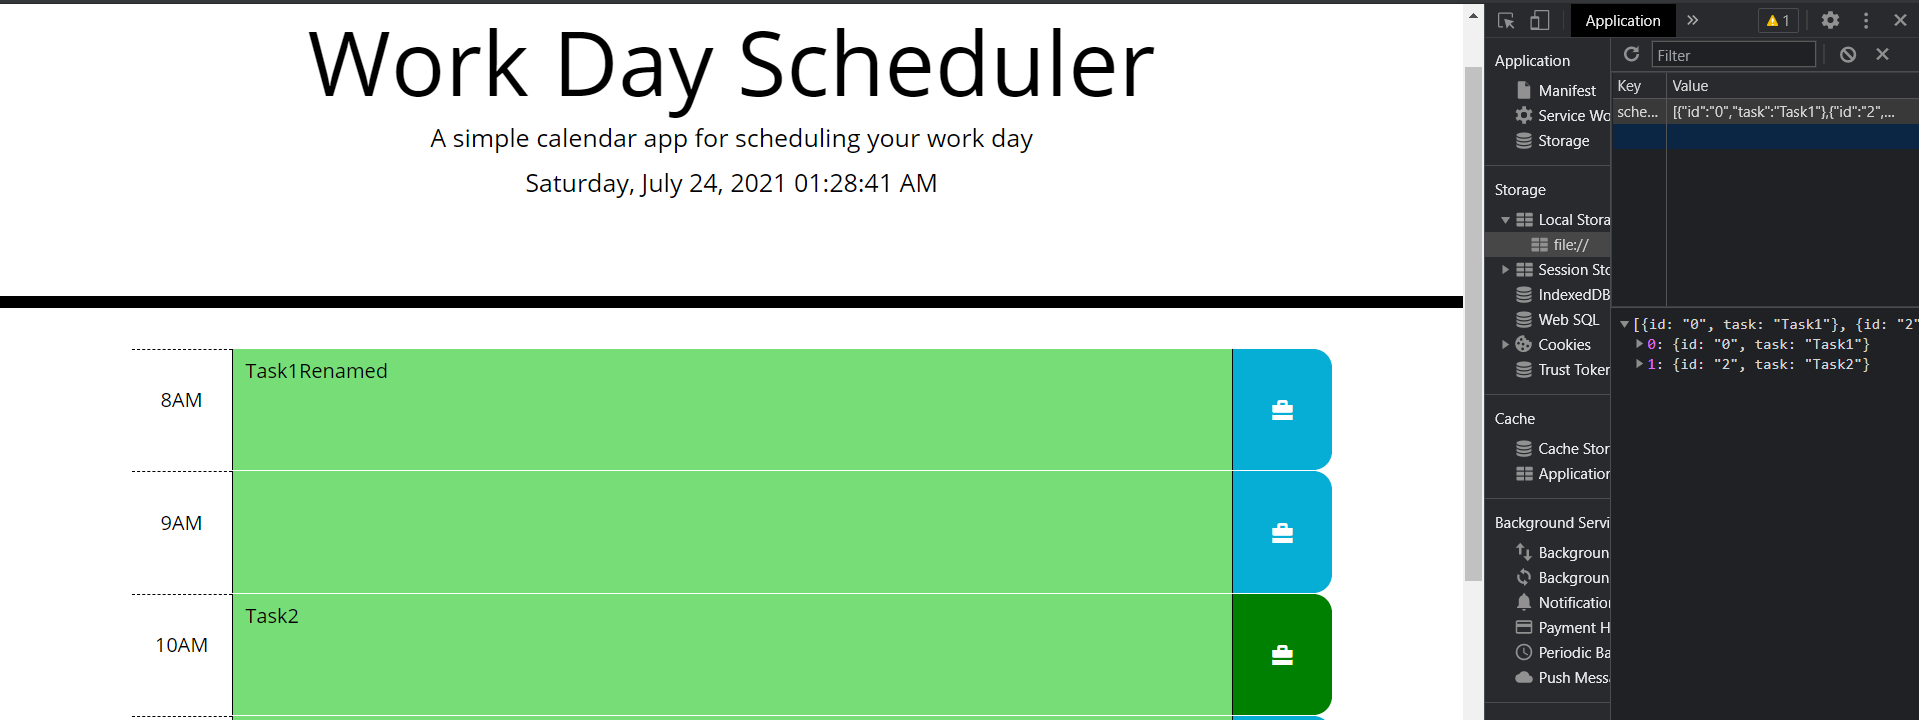 Work Day Scheduler
A simple calendar app for scheduling your work day
Saturday, July 24, 2021 01:28:41 AM
8AM
Task1Renamed
9AM
10AM
Task2
Application
1
Application
Manifest
Service Wo
Storage
Storage
Local Stora
file://
Session Sto
IndexedDB
Web SQL
Cookies
Trust Token
Cache
Cache Stor
Application
Background Servi
Backgroun
Backgroun
Notification
Payment H
Periodic Ba
Push Messa
Filter
Key Value
sche... [{"id":"0","task":"Task1"},{"id":"2",...
[{id: "0", task: "Task1"}, {id: "2"
0: {id: "0", task: "Task1"}
1: {id: "2", task: "Task2"}